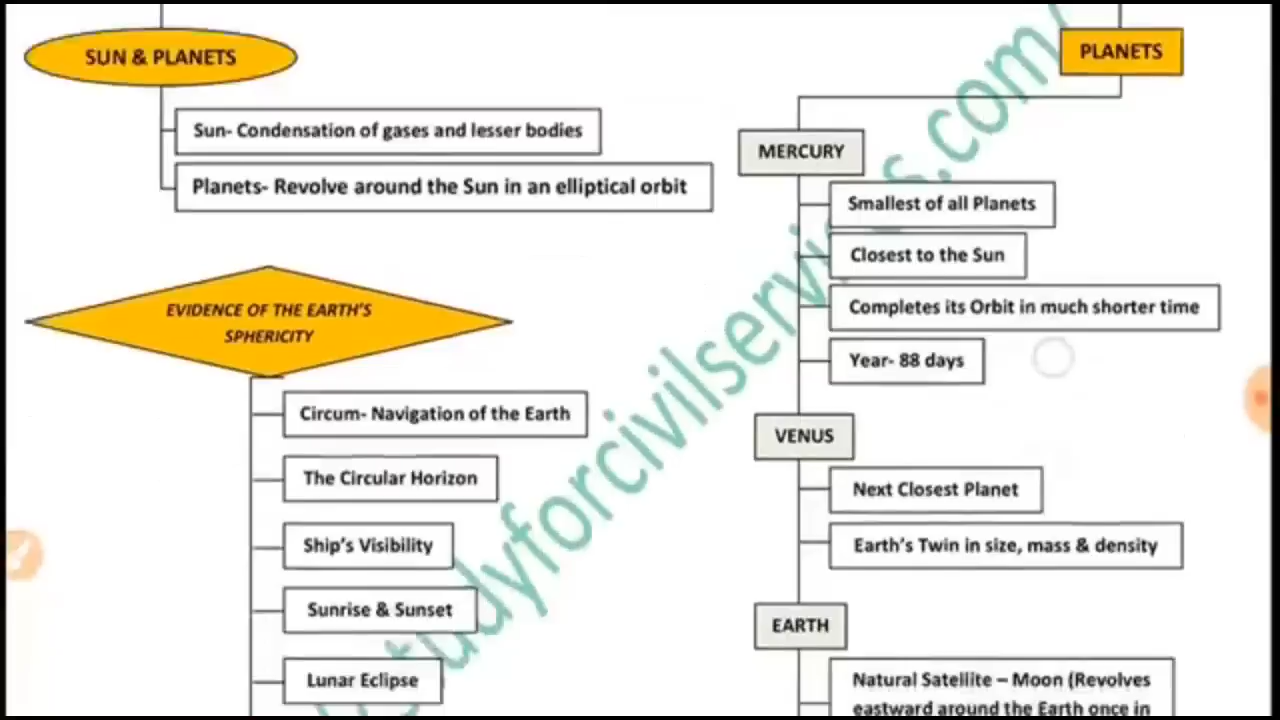 SUN & PLANETS
Sun- Condensation of gases and lesser bodies
Planets- Revolve around the Sun in an elliptical orbit
EVIDENCE OF THE EARTH'S
SPHERICITY
Circum- Navigation of the Earth
The Circular Horizon
Ship's Visibility
Sunrise & Sunset
Lunar Eclipse
PLANETS
MERCURY
Smallest of all Planets
Closest to the Sun
Completes its Orbit in much shorter time
Year- 88 days
VENUS
Next Closest Planet
Earth's Twin in size, mass & density
EARTH
Natural Satellite – Moon (Revolves
eastward around the Earth once in
studyforcivilservices.com/